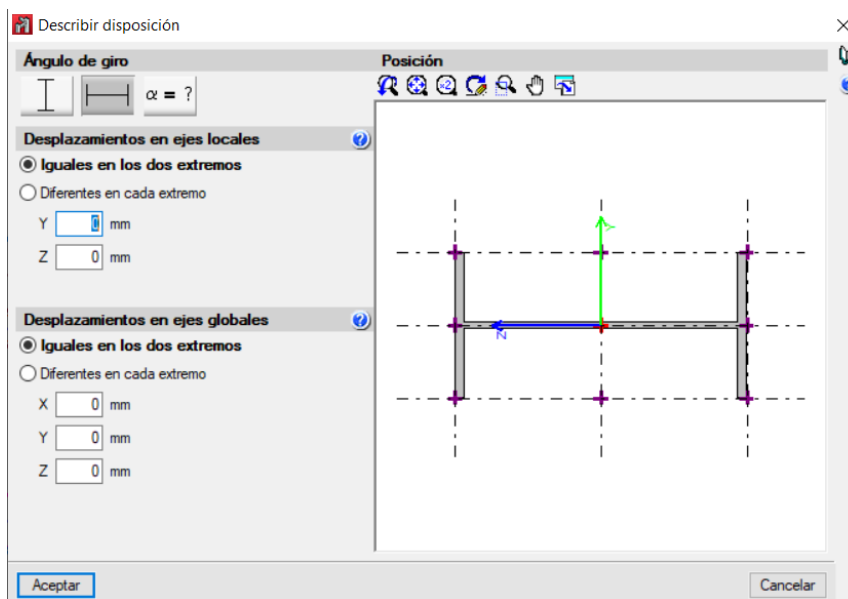 Describir disposición
Ángulo de giro
α = ?
Desplazamientos en ejes locales
Iguales en los dos extremos
Diferentes en cada extremo
Y 0 mm
Z 0 mm
Desplazamientos en ejes globales
Iguales en los dos extremos
Diferentes en cada extremo
X 0 mm
Y 0 mm
Z 0 mm
Posición
x2
Y
Z
Aceptar
Cancelar